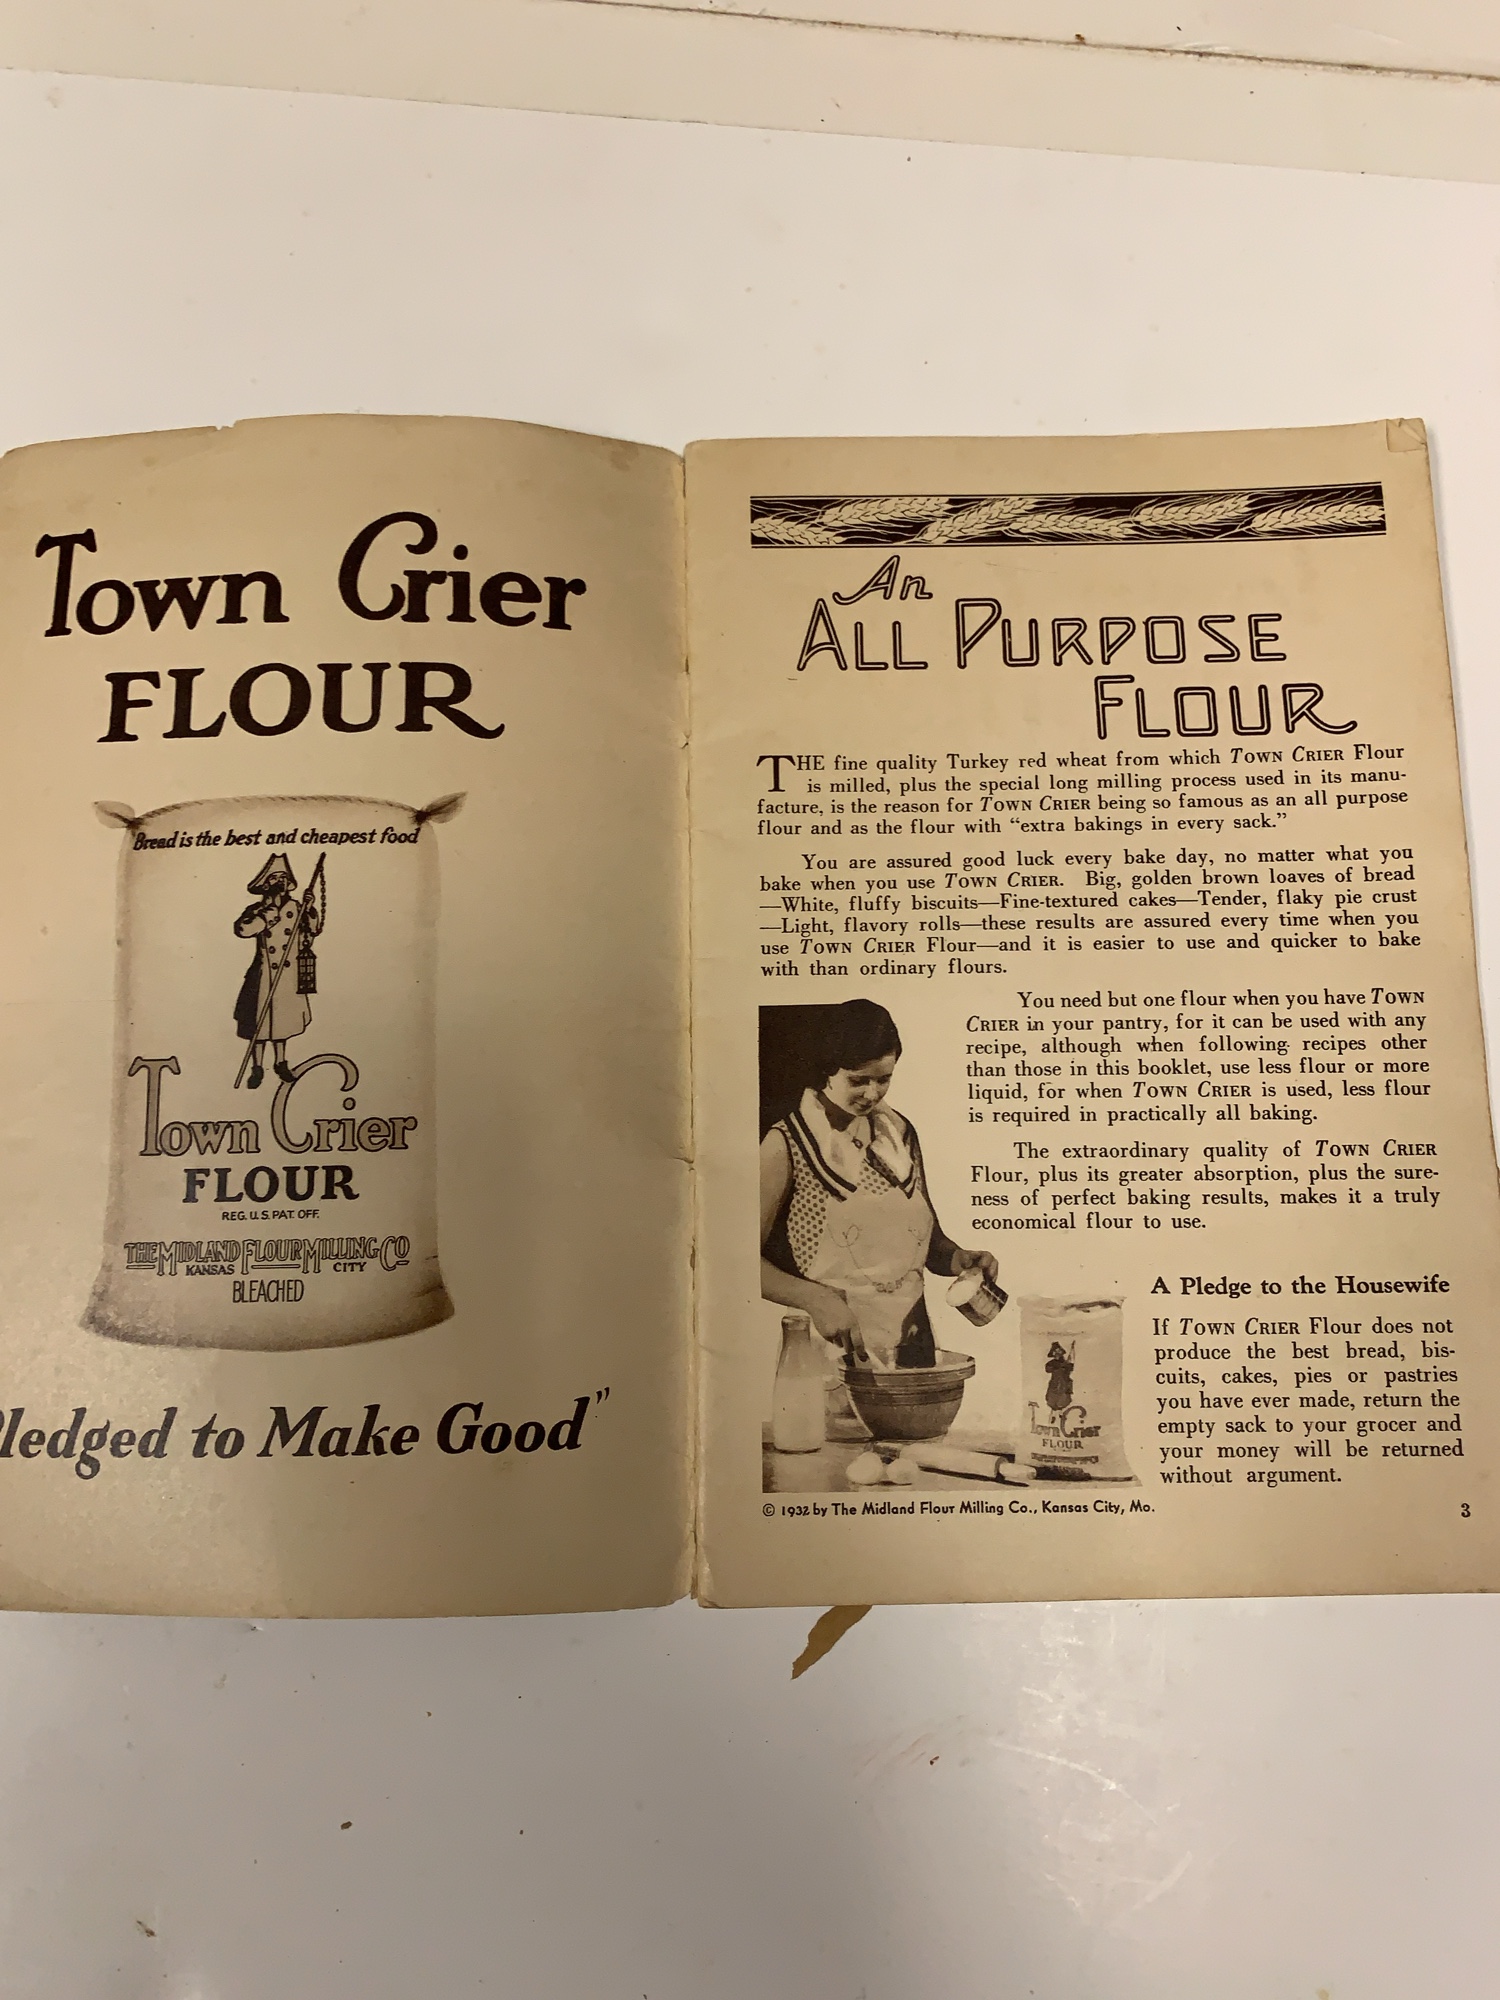 Town Crier
FLOUR
Bread is the best and cheapest food
Town Crier
FLOUR
REG. U.S. PAT. OFF.
THE MIDLAND FLOUR MILLING CO
KANSAS CITY
BLEACHED
ledged to Make Good”
An
ALL PURPOSE
FLOUR
THE fine quality Turkey red wheat from which TOWN CRIER Flour
is milled, plus the special long milling process used in its manu-
facture, is the reason for TOWN CRIER being so famous as an all purpose
flour and as the flour with “extra bakings in every sack.”
You are assured good luck every bake day, no matter what you
bake when you use TOWN CRIER. Big, golden brown loaves of bread
—White, fluffy biscuits—Fine-textured cakes—Tender, flaky pie crust
—Light, flavory rolls—these results are assured every time when you
use TOWN CRIER Flour—and it is easier to use and quicker to bake
with than ordinary flours.
You need but one flour when you have TOWN
CRIER in your pantry, for it can be used with any
recipe, although when following recipes other
than those in this booklet, use less flour or more
liquid, for when TOWN CRIER is used, less flour
is required in practically all baking.
The extraordinary quality of TOWN CRIER
Flour, plus its greater absorption, plus the sure-
ness of perfect baking results, makes it a truly
economical flour to use.
A Pledge to the Housewife
If TOWN CRIER Flour does not
produce the best bread, bis-
cuits, cakes, pies or pastries
you have ever made, return the
empty sack to your grocer and
your money will be returned
without argument.
Town Crier
FLOUR
© 1932 by The Midland Flour Milling Co., Kansas City, Mo.
3